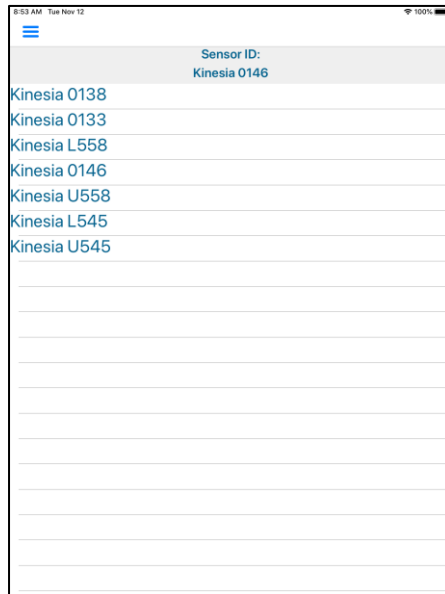 8:53 AM Tue Nov 12
100%
Sensor ID:
Kinesia 0146
Kinesia 0138
Kinesia 0133
Kinesia L558
Kinesia 0146
Kinesia U558
Kinesia L545
Kinesia U545